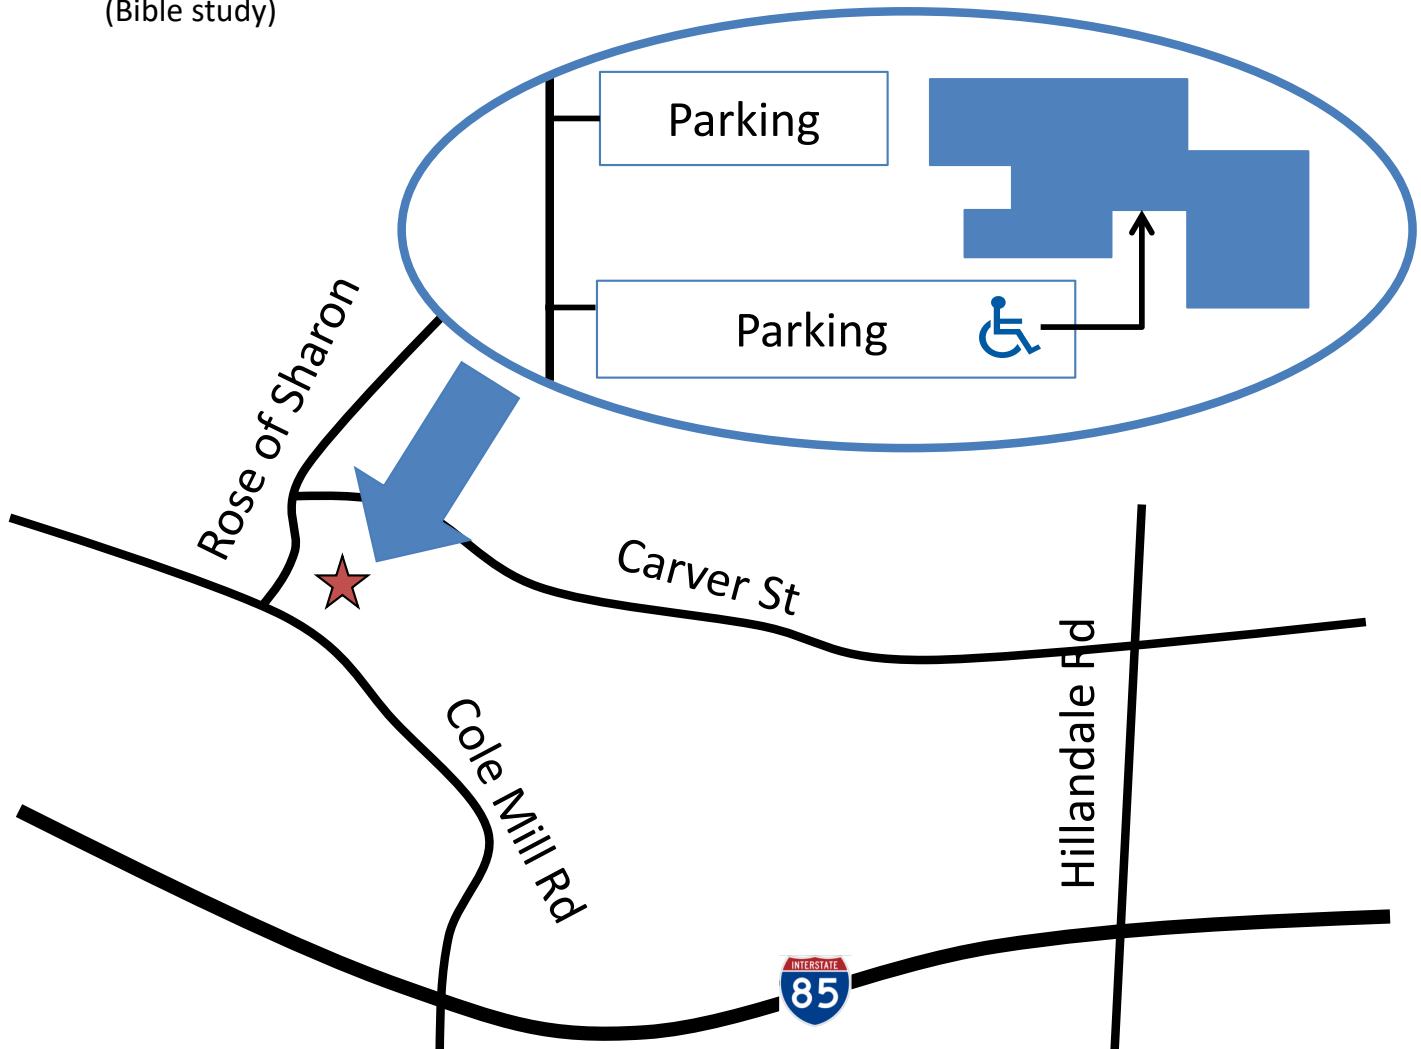 (Bible study)
Parking
Parking
Rose of Sharon
Carver St
Hillandale Rd
Cole Mill Rd
INTERSTATE
85